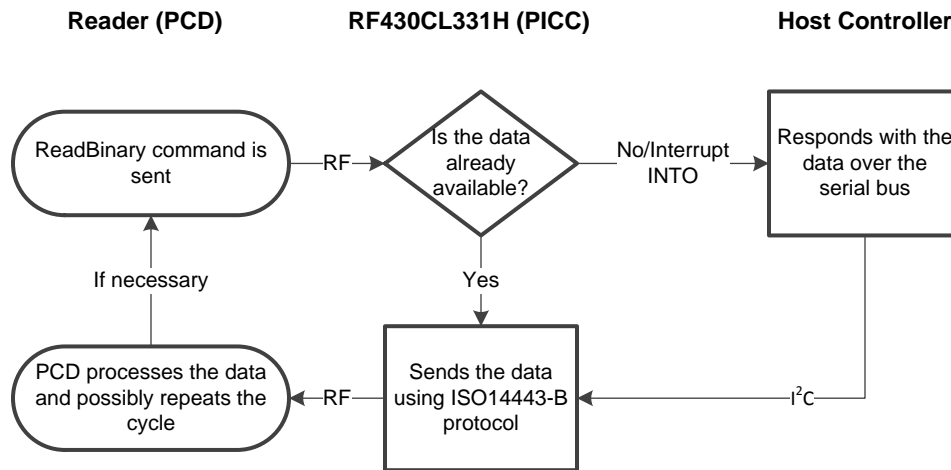 Reader (PCD)
RF430CL331H (PICC)
Host Controller
ReadBinary command is
sent
RF
Is the data
already
available?
No/Interrupt
INTO
Responds with the
data over the
serial bus
If necessary
Yes
PCD processes the data
and possibly repeats the
cycle
RF
Sends the data
using ISO14443-B
protocol
I²C